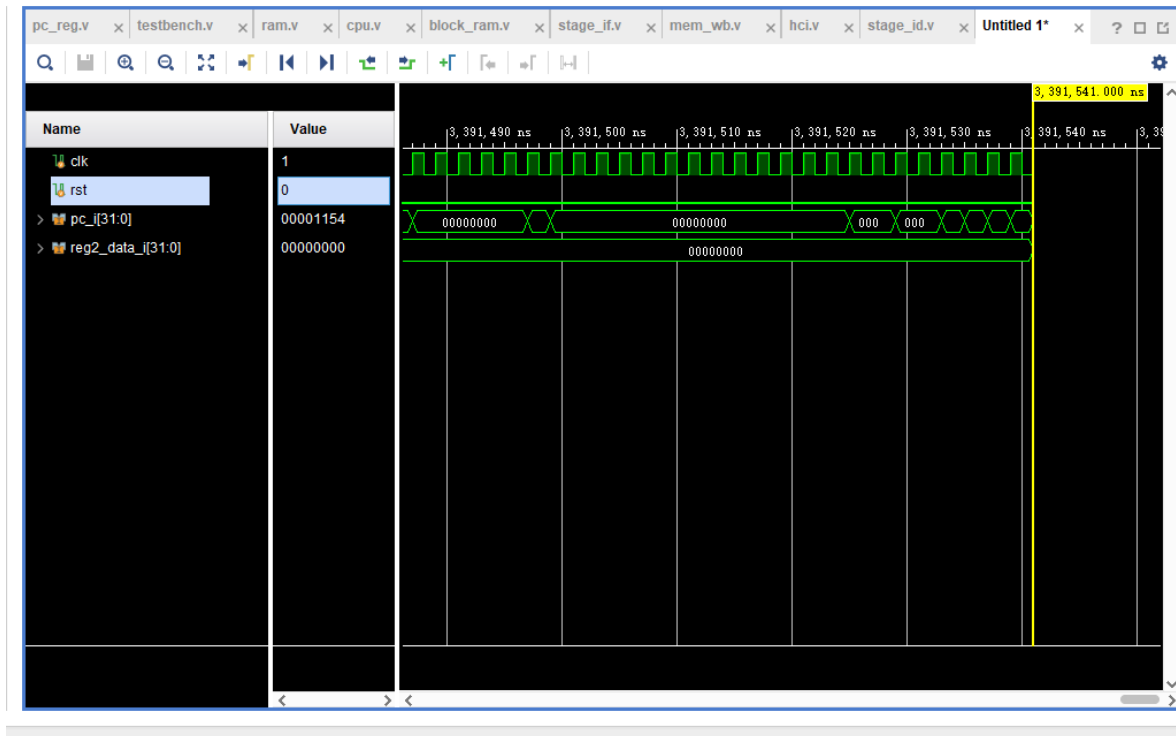 pc_reg.v testbench.v ram.v cpu.v block_ram.v stage_if.v mem_wb.v hci.v stage_id.v Untitled 1*
3,391,541.000 ns
Name Value
3,391,490 ns 3,391,500 ns 3,391,510 ns 3,391,520 ns 3,391,530 ns 3,391,540 ns
clk 1
rst 0
pc_i[31:0] 00001154 00000000 00000000 000 000
reg2_data_i[31:0] 00000000 00000000